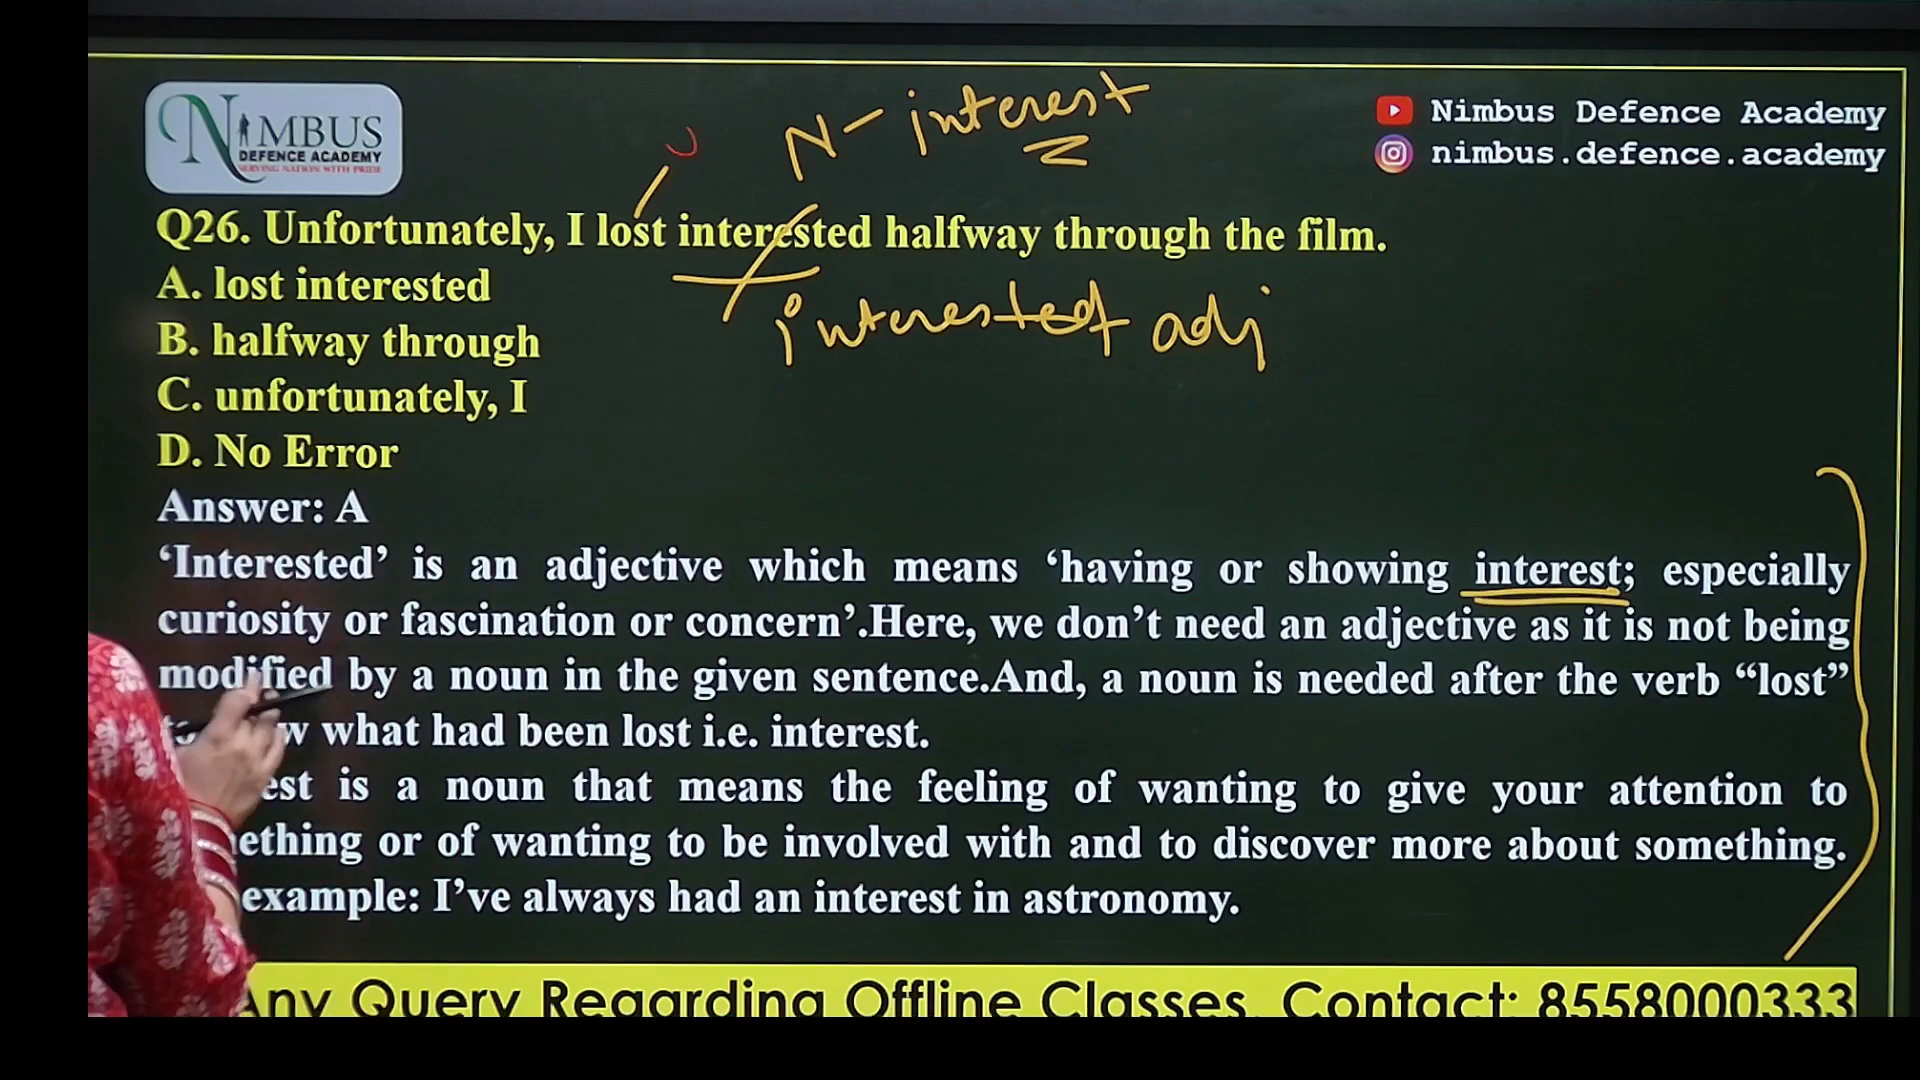 N - interest
NIMBUS
DEFENCE ACADEMY
SERVING NATION WITH PRIDE
Nimbus Defence Academy
nimbus.defence.academy
Q26. Unfortunately, I lost interested halfway through the film.
A. lost interested
interested adj
B. halfway through
C. unfortunately, I
D. No Error
Answer: A
‘Interested’ is an adjective which means ‘having or showing interest; especially
curiosity or fascination or concern’.Here, we don’t need an adjective as it is not being
modified by a noun in the given sentence.And, a noun is needed after the verb “lost”
what had been lost i.e. interest.
is a noun that means the feeling of wanting to give your attention to
or of wanting to be involved with and to discover more about something.
example: I’ve always had an interest in astronomy.
Any Query Regarding Offline Classes, Contact: 8558000333